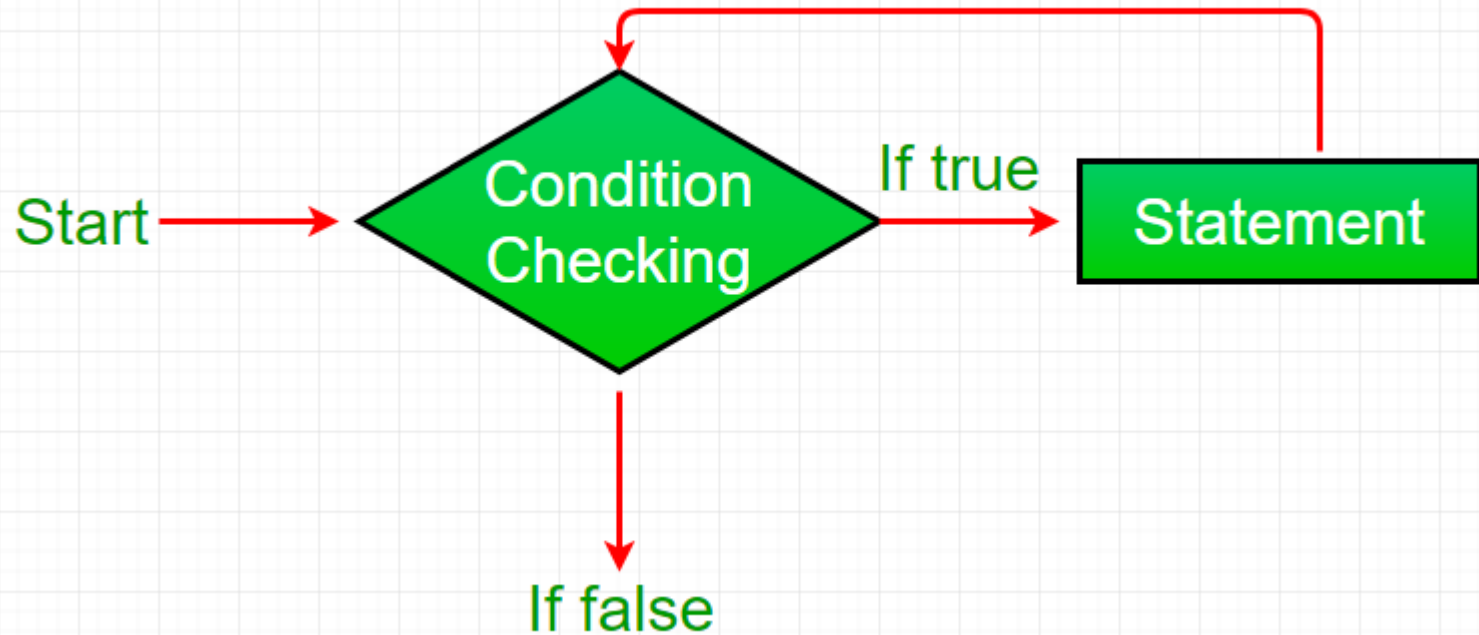 Start
Condition
Checking
If true
Statement
If false